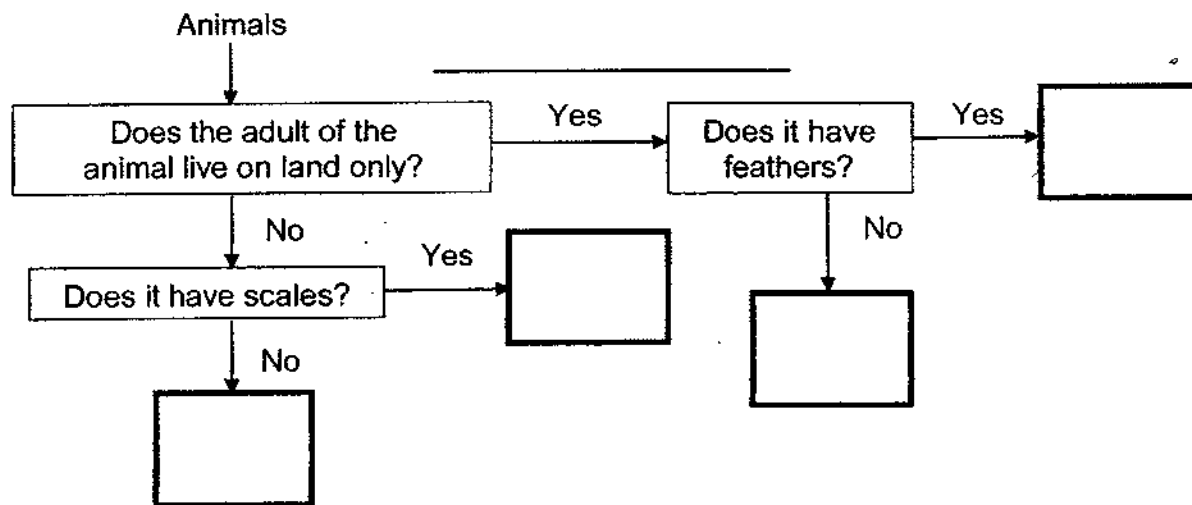 Animals
Does the adult of the
animal live on land only?
Yes
Does it have
feathers?
Yes
No
No
Does it have scales?
Yes
No